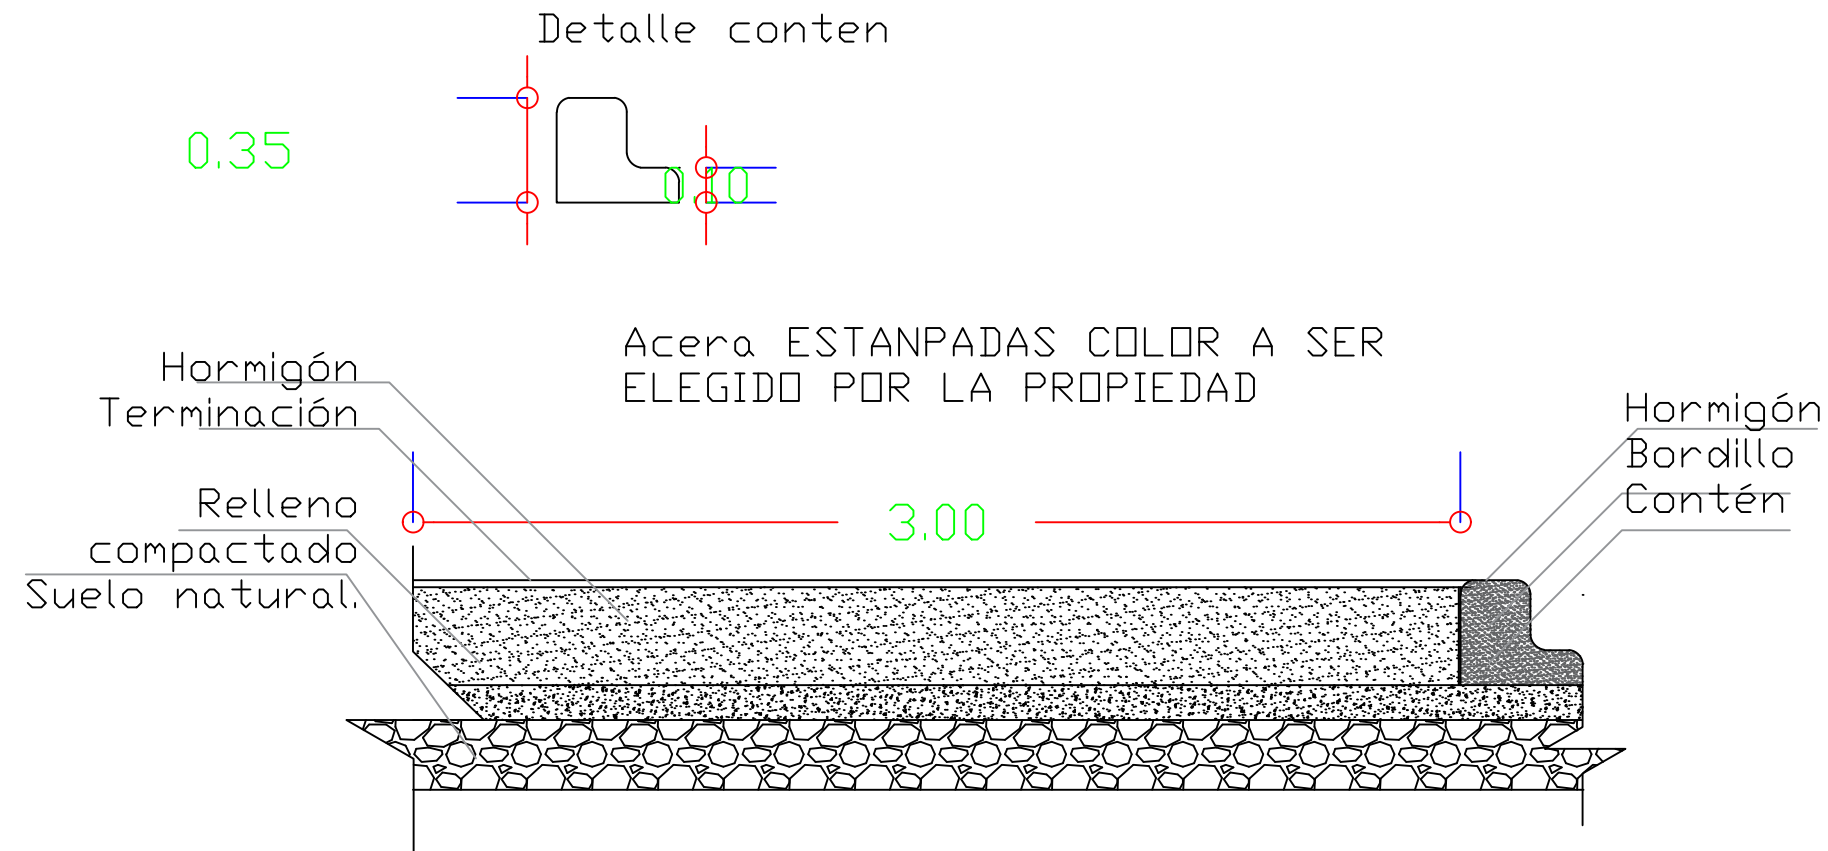 Detalle conten
0.35
0.10
Acera ESTANPADAS COLOR A SER
ELEGIDO POR LA PROPIEDAD
Hormigón
Terminación
Relleno
compactado
Suelo natural.
3.00
Hormigón
Bordillo
Contén